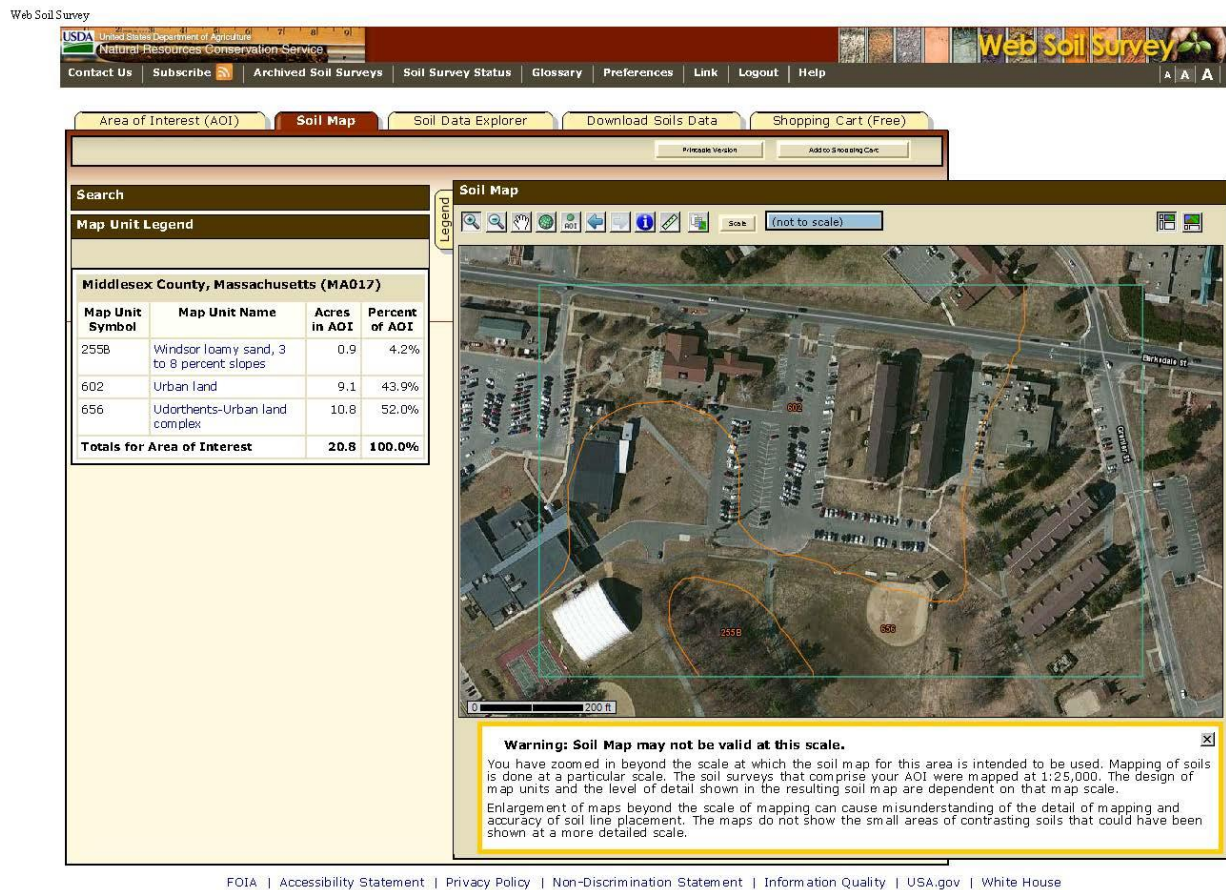 Web Soil Survey
USDA United States Department of Agriculture
Natural Resources Conservation Service
Web Soil Survey
Contact Us | Subscribe | Archived Soil Surveys | Soil Survey Status | Glossary | Preferences | Link | Logout | Help | A A A
Area of Interest (AOI) Soil Map Soil Data Explorer Download Soils Data Shopping Cart (Free)
Printable Version Add to Shopping Cart
Search
Map Unit Legend
Middlesex County, Massachusetts (MA017)
Map Unit Symbol Map Unit Name Acres in AOI Percent of AOI
255B Windsor loamy sand, 3 to 8 percent slopes 0.9 4.2%
602 Urban land 9.1 43.9%
656 Udorthents-Urban land complex 10.8 52.0%
Totals for Area of Interest 20.8 100.0%
Legend
Soil Map
AOI Scale (not to scale)
602
255B
656
0 200 ft
Warning: Soil Map may not be valid at this scale.
You have zoomed in beyond the scale at which the soil map for this area is intended to be used. Mapping of soils
is done at a particular scale. The soil surveys that comprise your AOI were mapped at 1:25,000. The design of
map units and the level of detail shown in the resulting soil map are dependent on that map scale.
Enlargement of maps beyond the scale of mapping can cause misunderstanding of the detail of mapping and
accuracy of soil line placement. The maps do not show the small areas of contrasting soils that could have been
shown at a more detailed scale.
FOIA | Accessibility Statement | Privacy Policy | Non-Discrimination Statement | Information Quality | USA.gov | White House